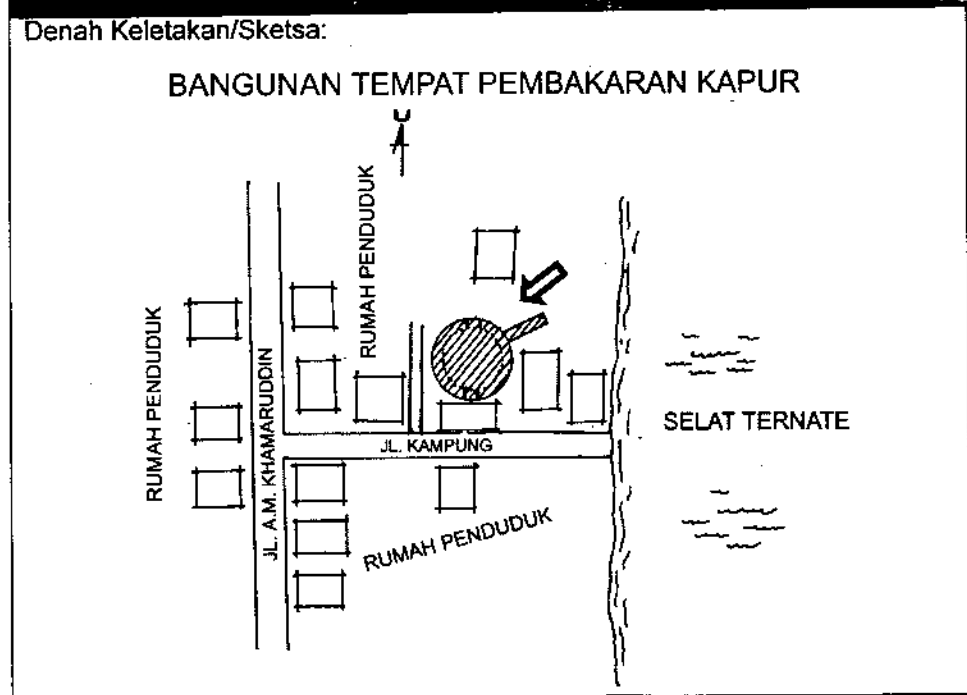 Denah Keletakan/Sketsa:
BANGUNAN TEMPAT PEMBAKARAN KAPUR
U
RUMAH PENDUDUK
RUMAH PENDUDUK
JL. A.M. KHAMARUDDIN
JL. KAMPUNG
SELAT TERNATE
RUMAH PENDUDUK